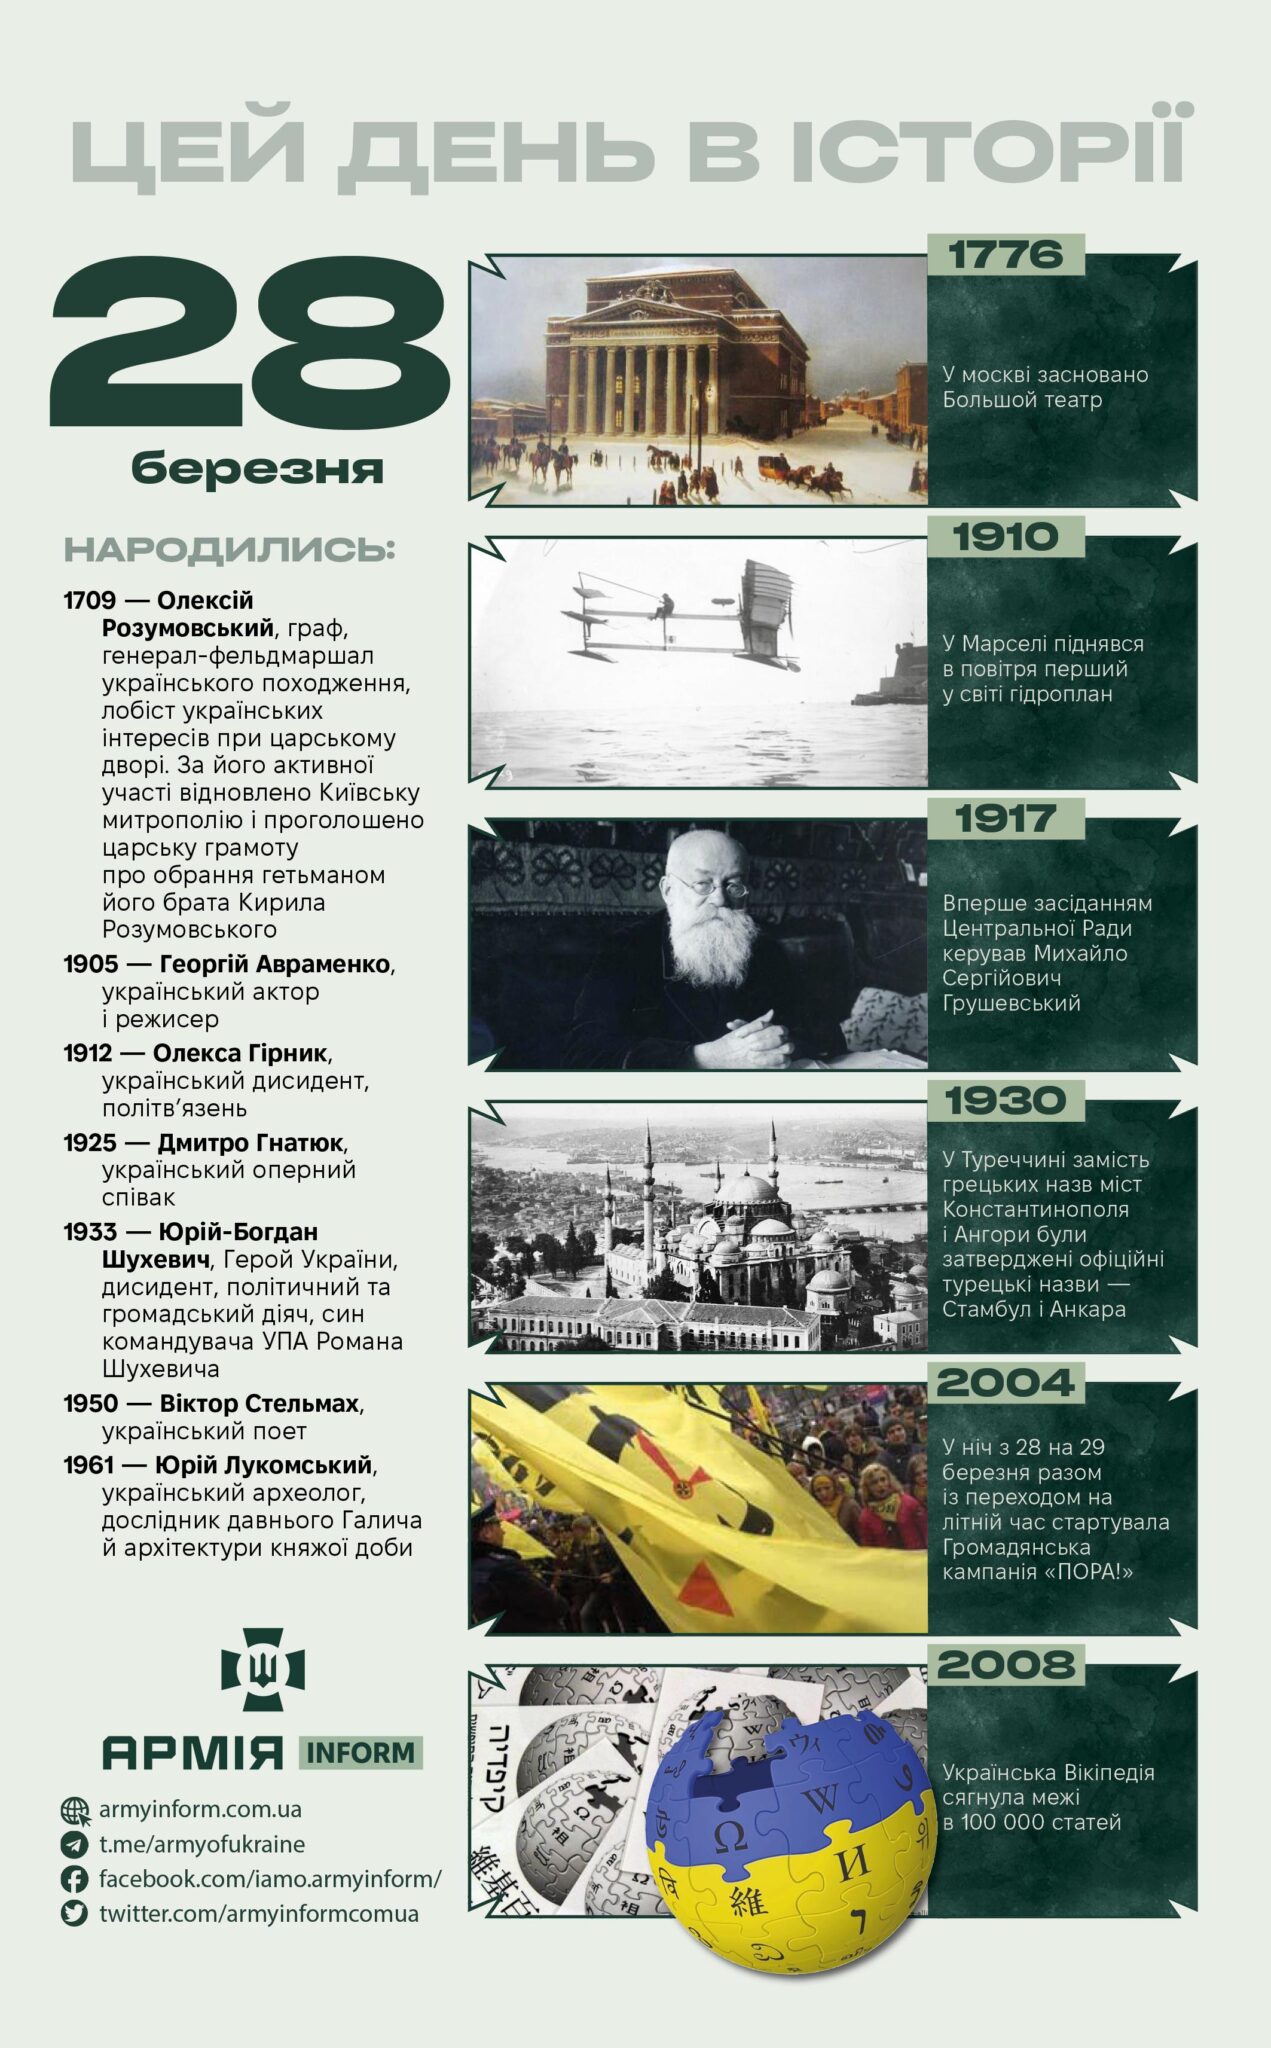 ЦЕЙ ДЕНЬ В ІСТОРІЇ
28
березня
НАРОДИЛИСЬ:
1709 — Олексій
Розумовський, граф,
генерал-фельдмаршал
українського походження,
лобіст українських
інтересів при царському
дворі. За його активної
участі відновлено Київську
митрополію і проголошено
царську грамоту
про обрання гетьманом
його брата Кирила
Розумовського
1905 — Георгій Авраменко,
український актор
і режисер
1912 — Олекса Гірник,
український дисидент,
політв’язень
1925 — Дмитро Гнатюк,
український оперний
співак
1933 — Юрій-Богдан
Шухевич, Герой України,
дисидент, політичний та
громадський діяч, син
командувача УПА Романа
Шухевича
1950 — Віктор Стельмах,
український поет
1961 — Юрій Лукомський,
український археолог,
дослідник давнього Галича
й архітектури княжої доби
АРМІЯ INFORM
armyinform.com.ua
t.me/armyofukraine
facebook.com/iamo.armyinform/
twitter.com/armyinformcomua
1776
У москві засновано
Большой театр
1910
У Марселі піднявся
в повітря перший
у світі гідроплан
1917
Вперше засіданням
Центральної Ради
керував Михайло
Сергійович
Грушевський
1930
У Туреччині замість
грецьких назв міст
Константинополя
і Ангори були
затверджені офіційні
турецькі назви —
Стамбул і Анкара
2004
У ніч з 28 на 29
березня разом
із переходом на
літній час стартувала
Громадянська
кампанія «ПОРА!»
2008
Українська Вікіпедія
сягнула межі
в 100 000 статей
Ω W И
維